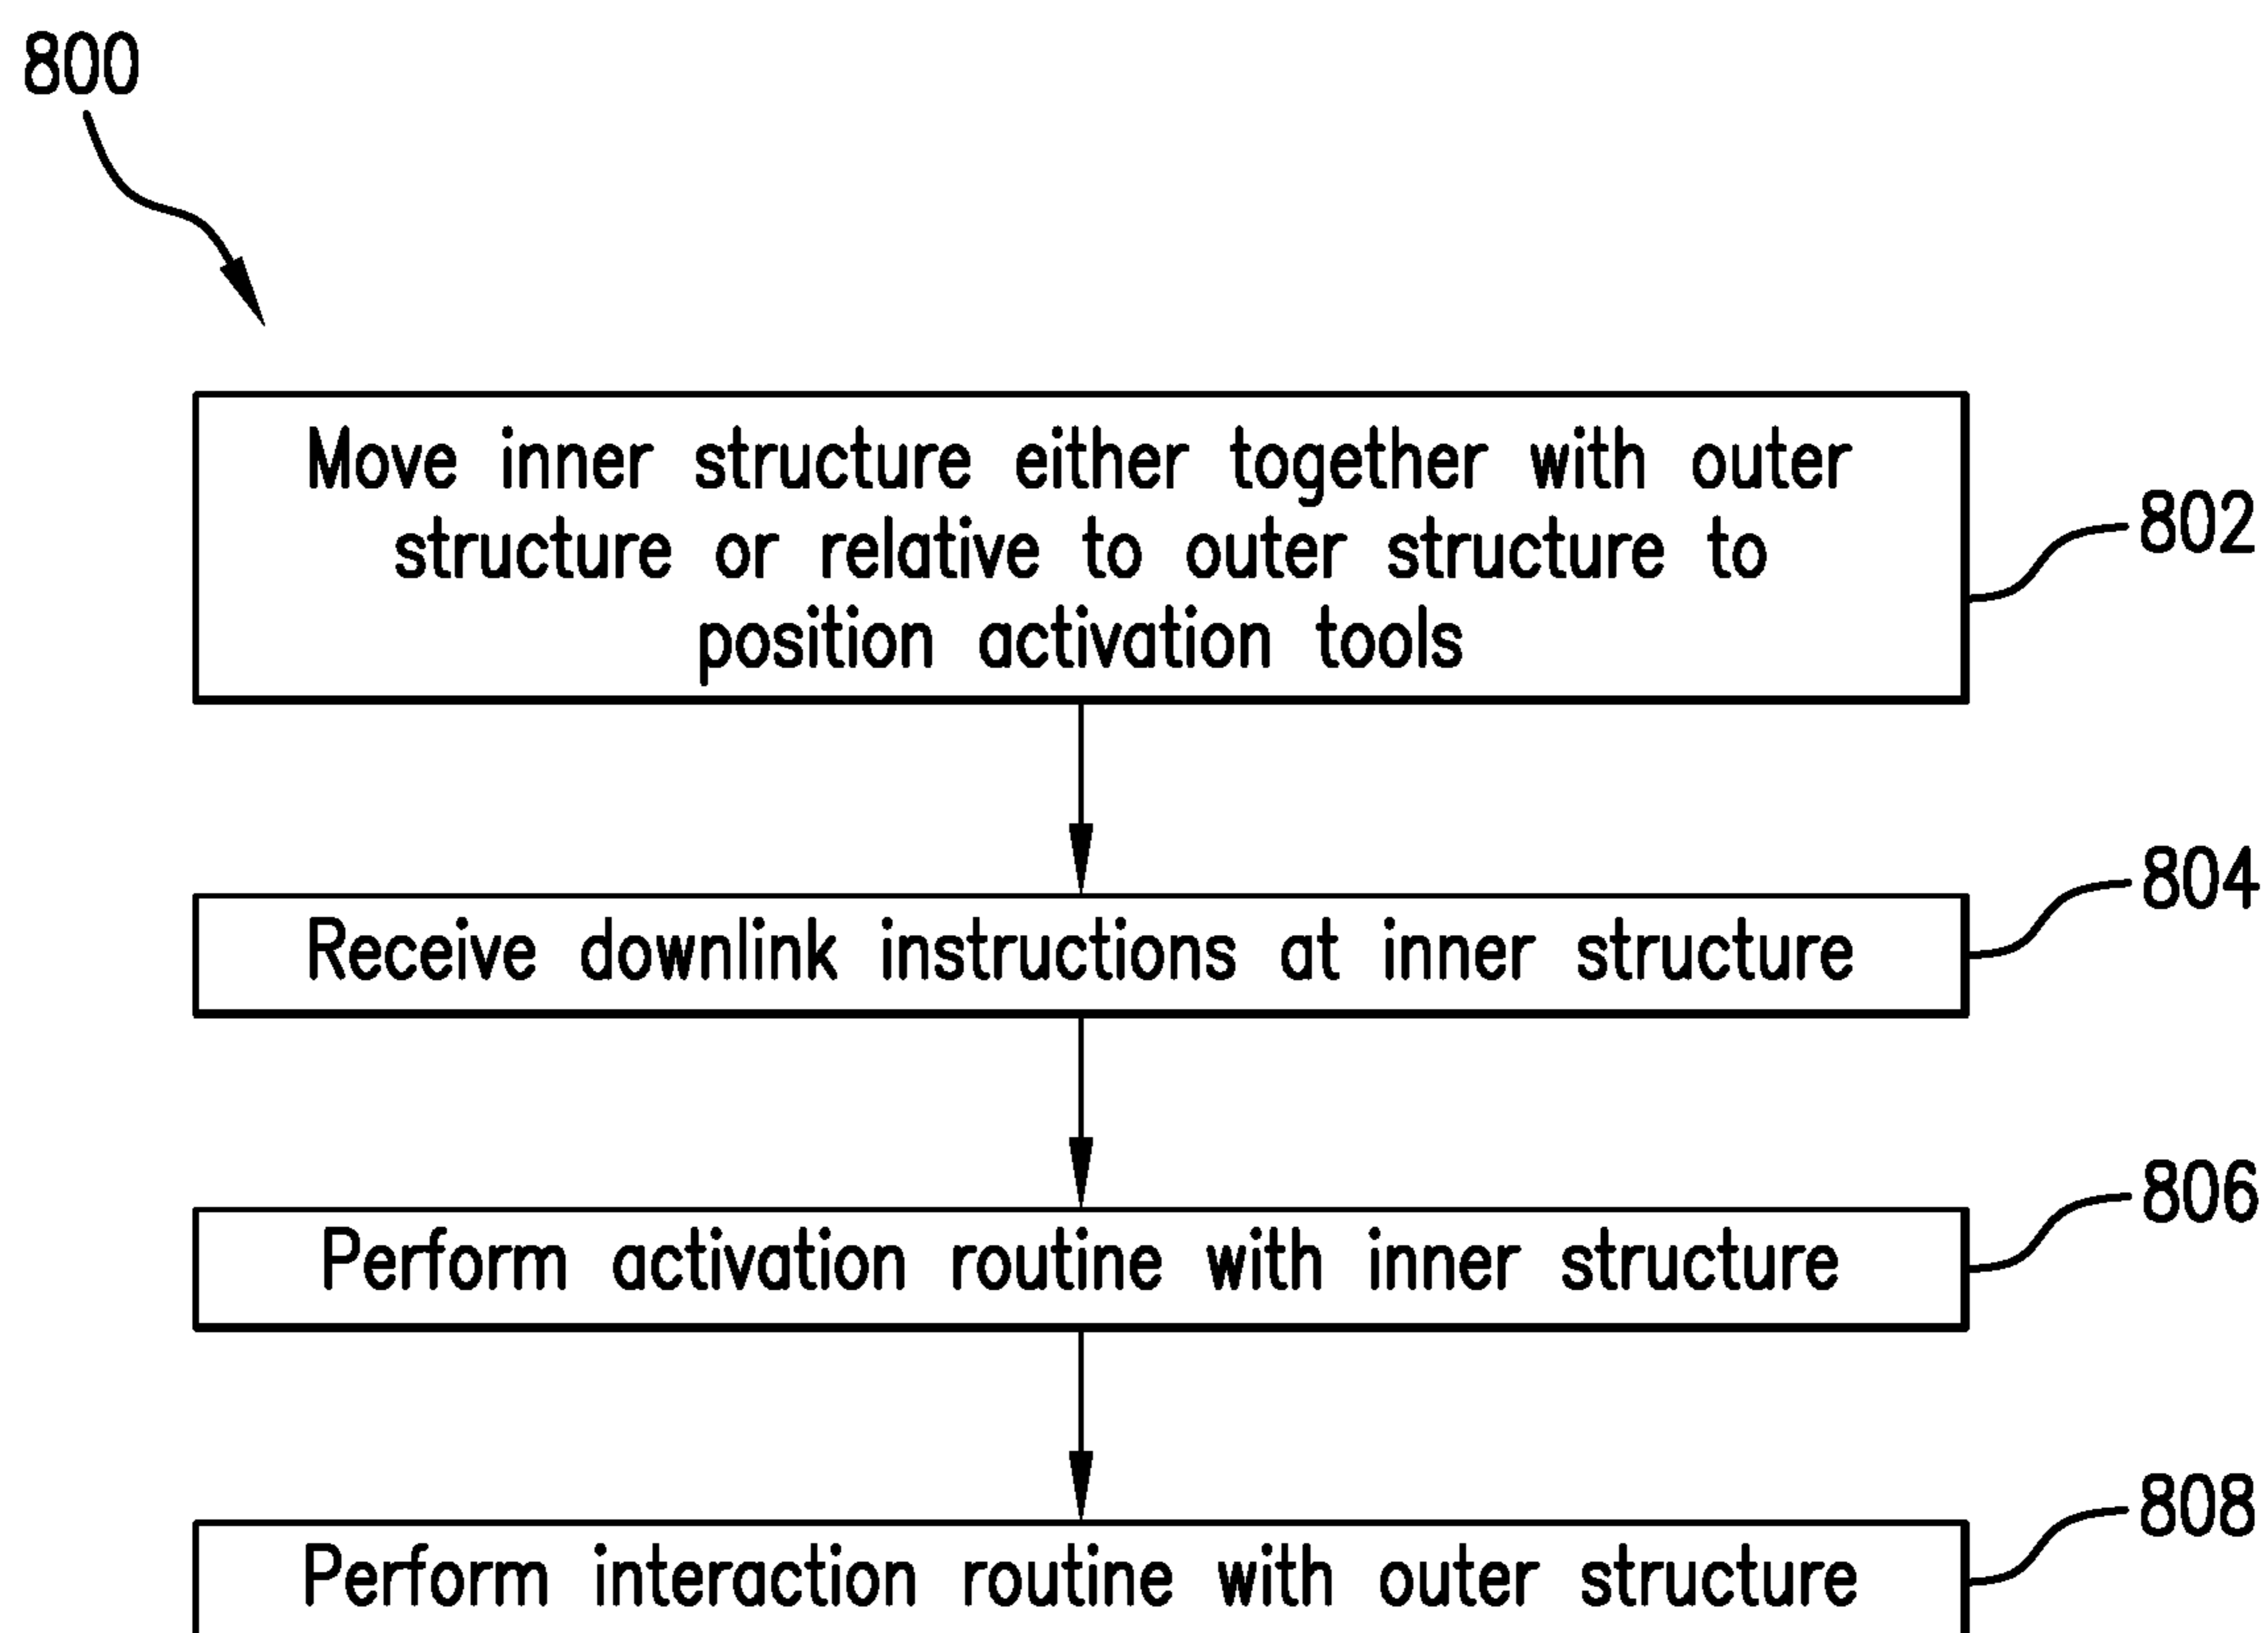 800
Move inner structure either together with outer
structure or relative to outer structure to
position activation tools
802
Receive downlink instructions at inner structure
804
Perform activation routine with inner structure
806
Perform interaction routine with outer structure
808